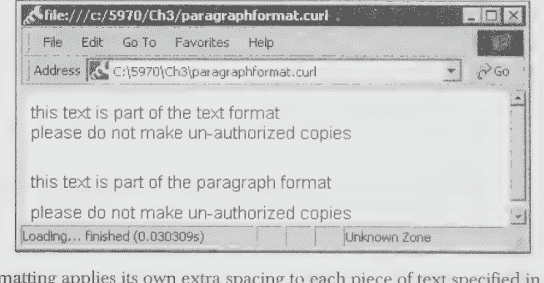 file:///c:/5970/Ch3/paragraphformat.curl
File Edit Go To Favorites Help
Address C:\5970\Ch3\paragraphformat.curl Go
this text is part of the text format
please do not make un-authorized copies
this text is part of the paragraph format
please do not make un-authorized copies
Loading... finished (0.030309s) Unknown Zone
matting applies its own extra spacing to each piece of text specified in